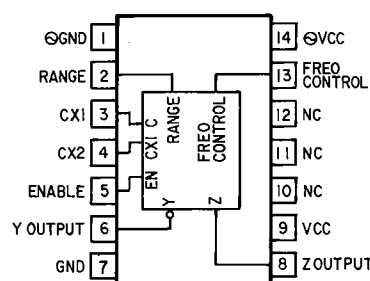 ⊖GND 1
RANGE 2
CX1 3
CX2 4
ENABLE 5
Y OUTPUT 6
GND 7
C
CX1
EN
RANGE
FREQ
CONTROL
Y
Z
14 ⊖VCC
13 FREQ
CONTROL
12 NC
11 NC
10 NC
9 VCC
8 Z OUTPUT